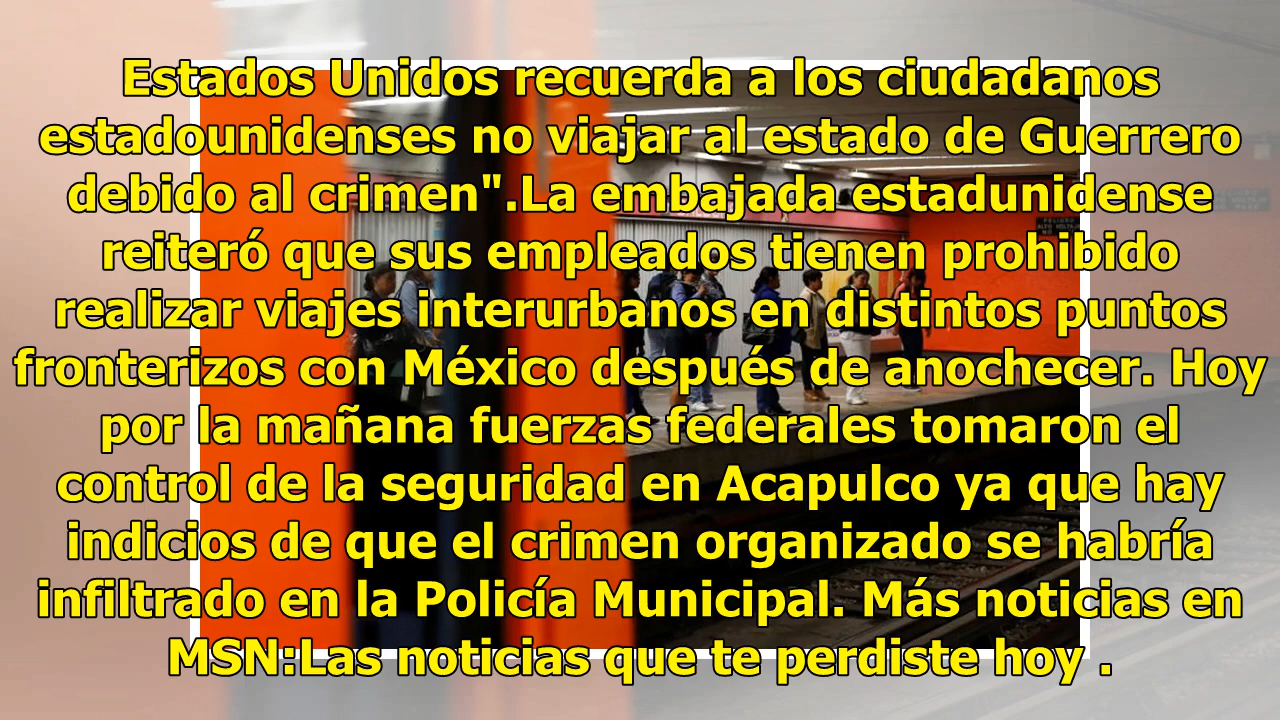 Estados Unidos recuerda a los ciudadanos
estadounidenses no viajar al estado de Guerrero
debido al crimen".La embajada estadunidense
reiteró que sus empleados tienen prohibido
realizar viajes interurbanos en distintos puntos
fronterizos con México después de anochecer. Hoy
por la mañana fuerzas federales tomaron el
control de la seguridad en Acapulco ya que hay
indicios de que el crimen organizado se habría
infiltrado en la Policía Municipal. Más noticias en
MSN:Las noticias que te perdiste hoy .